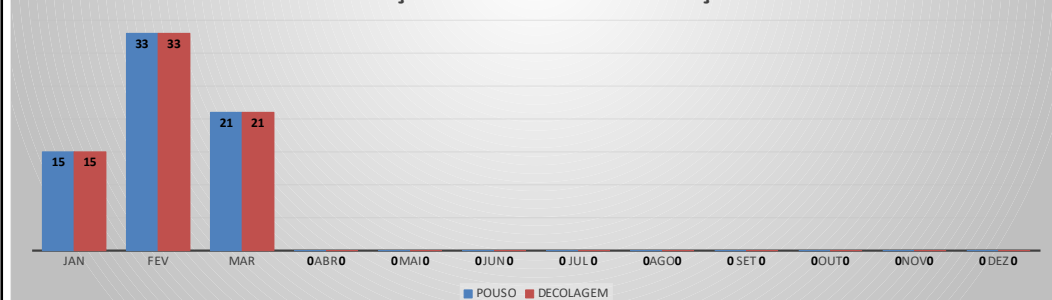 33 33
21 21
15 15
JAN FEV MAR 0 ABR 0 0 MAI 0 0 JUN 0 0 JUL 0 0 AGO 0 0 SET 0 0 OUT 0 0 NOV 0 0 DEZ 0
POUSO DECOLAGEM